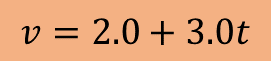 v = 2.0 + 3.0t